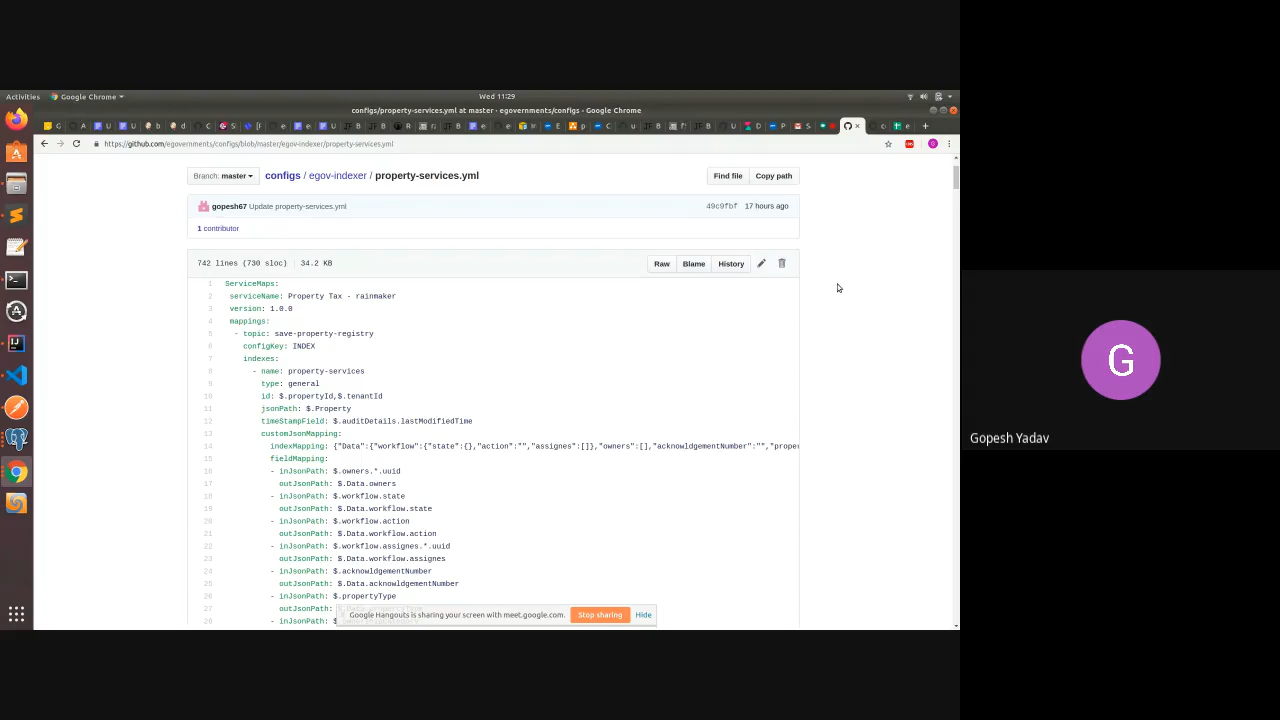 Activities Google Chrome Wed 11:29
configs/property-services.yml at master · egovernments/configs - Google Chrome
https://github.com/egovernments/configs/blob/master/egov-indexer/property-services.yml
Branch: master configs / egov-indexer / property-services.yml Find file Copy path
gopesh67 Update property-services.yml 49c9fbf 17 hours ago
1 contributor
742 lines (730 sloc) 34.2 KB Raw Blame History
1 ServiceMaps:
2 serviceName: Property Tax - rainmaker
3 version: 1.0.0
4 mappings:
5 - topic: save-property-registry
6 configKey: INDEX
7 indexes:
8 - name: property-services
9 type: general
10 id: $.propertyId,$.tenantId
11 jsonPath: $.Property
12 timeStampField: $.auditDetails.lastModifiedTime
13 customJsonMapping:
14 indexMapping: {"Data":{"workflow":{"state":{},"action":"","assignes":[]},"owners":[],"acknowldgementNumber":"","proper
15 fieldMapping:
16 - inJsonPath: $.owners.*.uuid
17 outJsonPath: $.Data.owners
18 - inJsonPath: $.workflow.state
19 outJsonPath: $.Data.workflow.state
20 - inJsonPath: $.workflow.action
21 outJsonPath: $.Data.workflow.action
22 - inJsonPath: $.workflow.assignes.*.uuid
23 outJsonPath: $.Data.workflow.assignes
24 - inJsonPath: $.acknowldgementNumber
25 outJsonPath: $.Data.acknowldgementNumber
26 - inJsonPath: $.propertyType
27 outJsonPath:
28 - inJsonPath: $
Google Hangouts is sharing your screen with meet.google.com. Stop sharing Hide
G
Gopesh Yadav